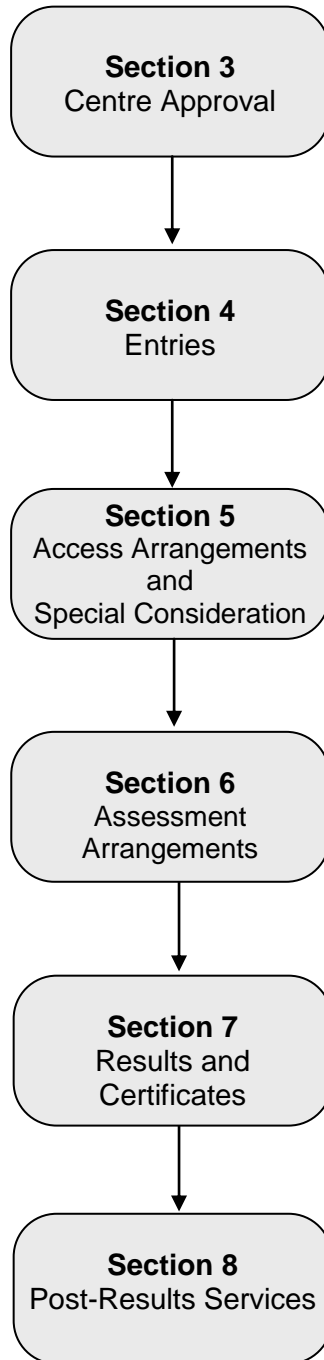 Section 3
Centre Approval
Section 4
Entries
Section 5
Access Arrangements
and
Special Consideration
Section 6
Assessment
Arrangements
Section 7
Results and
Certificates
Section 8
Post-Results Services